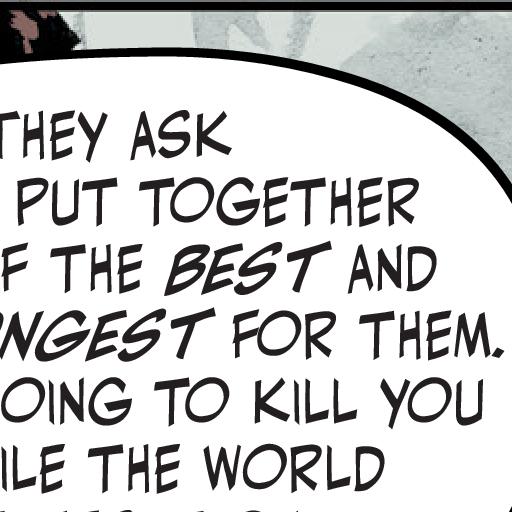 THEY ASK
PUT TOGETHER
F THE BEST AND
NGEST FOR THEM.
OING TO KILL YOU
ILE THE WORLD